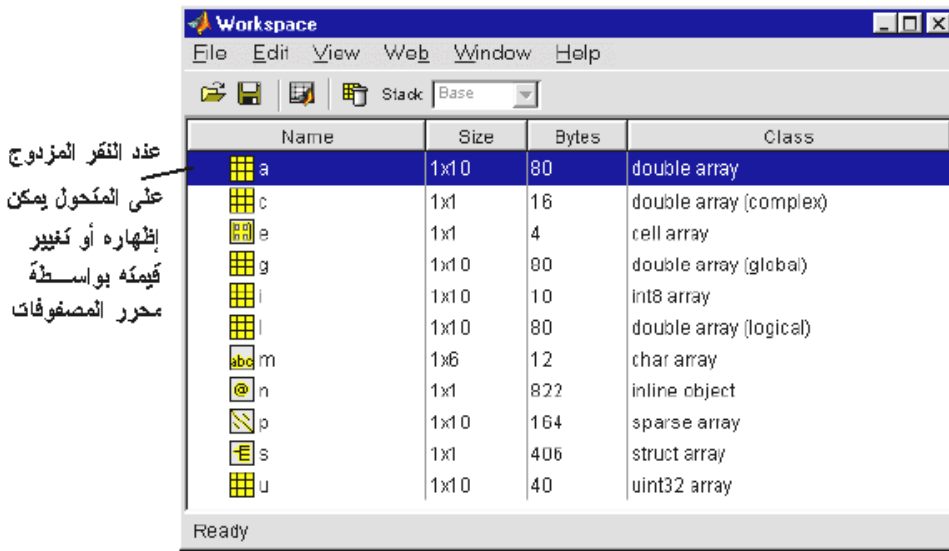 Workspace
File Edit View Web Window Help
Stack Base
Name Size Bytes Class
a 1x10 80 double array
c 1x1 16 double array (complex)
e 1x1 4 cell array
g 1x10 80 double array (global)
i 1x10 10 int8 array
l 1x10 80 double array (logical)
abc m 1x6 12 char array
@ n 1x1 822 inline object
p 1x10 164 sparse array
s 1x1 406 struct array
u 1x10 40 uint32 array
Ready
عند النقر المزدوج
على المتحول يمكن
إظهاره أو تغيير
قيمته بواسـطة
محرر المصفوفات